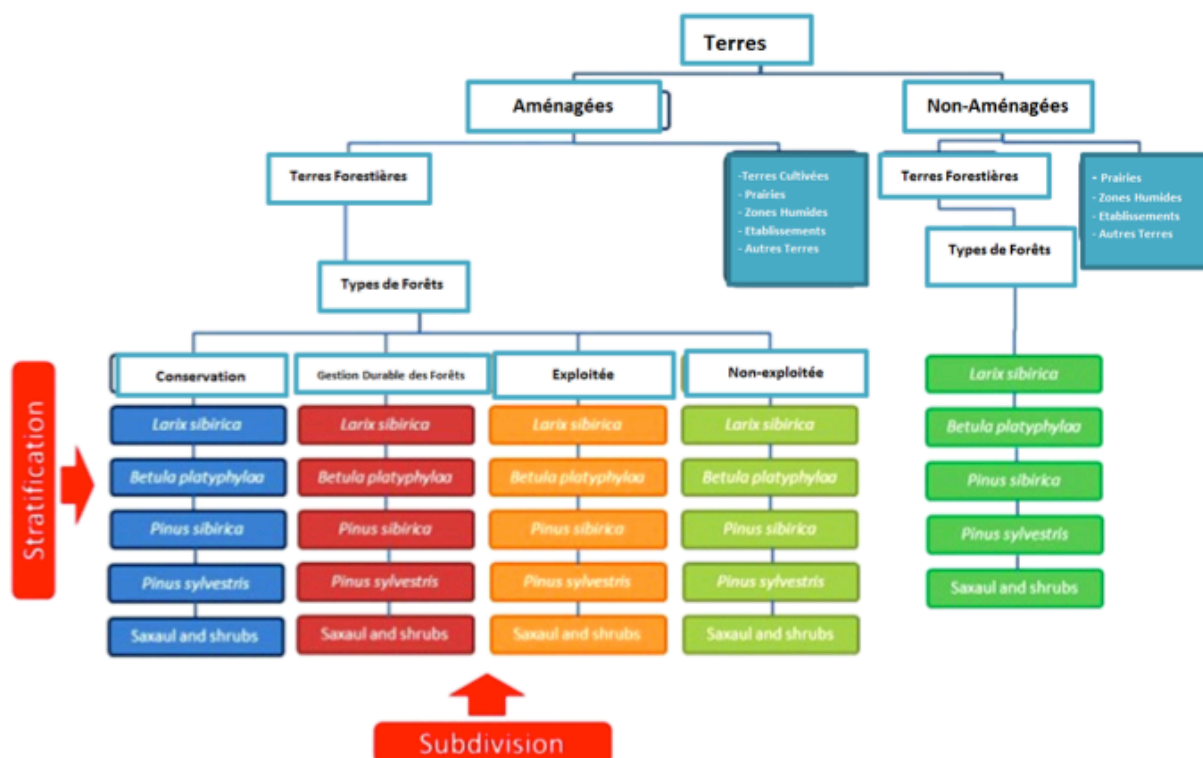 Terres
Aménagées
Non-Aménagées
Terres Forestières
-Terres Cultivées
- Prairies
- Zones Humides
- Etablissements
- Autres Terres
Terres Forestières
- Prairies
- Zones Humides
- Etablissements
- Autres Terres
Types de Forêts
Types de Forêts
Stratification
Conservation
Gestion Durable des Forêts
Exploitée
Non-exploitée
Larix sibirica
Betula platyphylaa
Pinus sibirica
Pinus sylvestris
Saxaul and shrubs
Larix sibirica
Betula platyphylaa
Pinus sibirica
Pinus sylvestris
Saxaul and shrubs
Larix sibirica
Betula platyphylaa
Pinus sibirica
Pinus sylvestris
Saxaul and shrubs
Larix sibirica
Betula platyphylaa
Pinus sibirica
Pinus sylvestris
Saxaul and shrubs
Larix sibirica
Betula platyphylaa
Pinus sibirica
Pinus sylvestris
Saxaul and shrubs
Subdivision